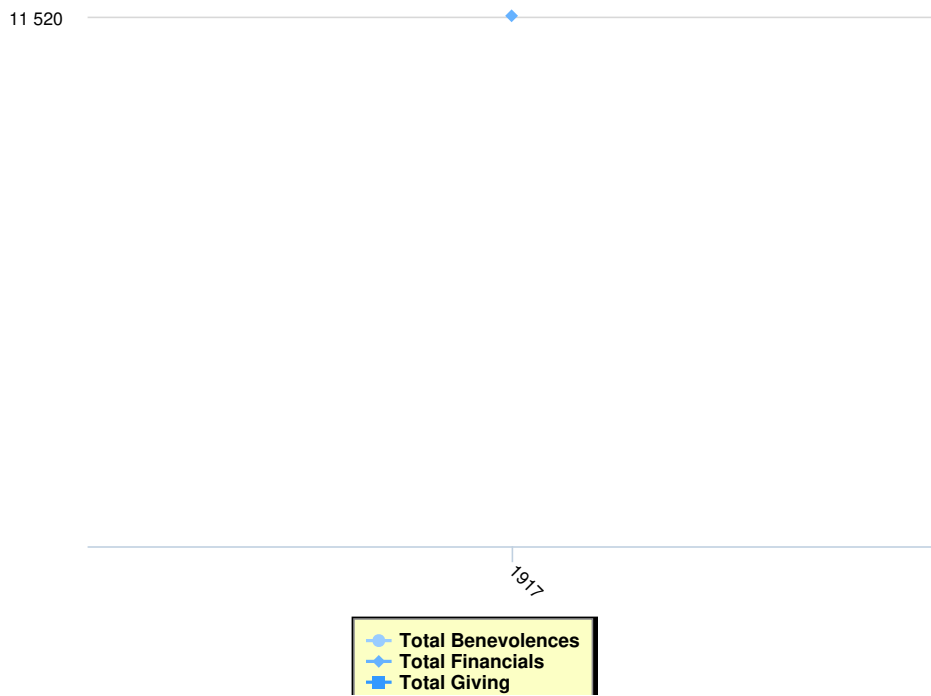 11 520
1917
Total Benevolences
Total Financials
Total Giving